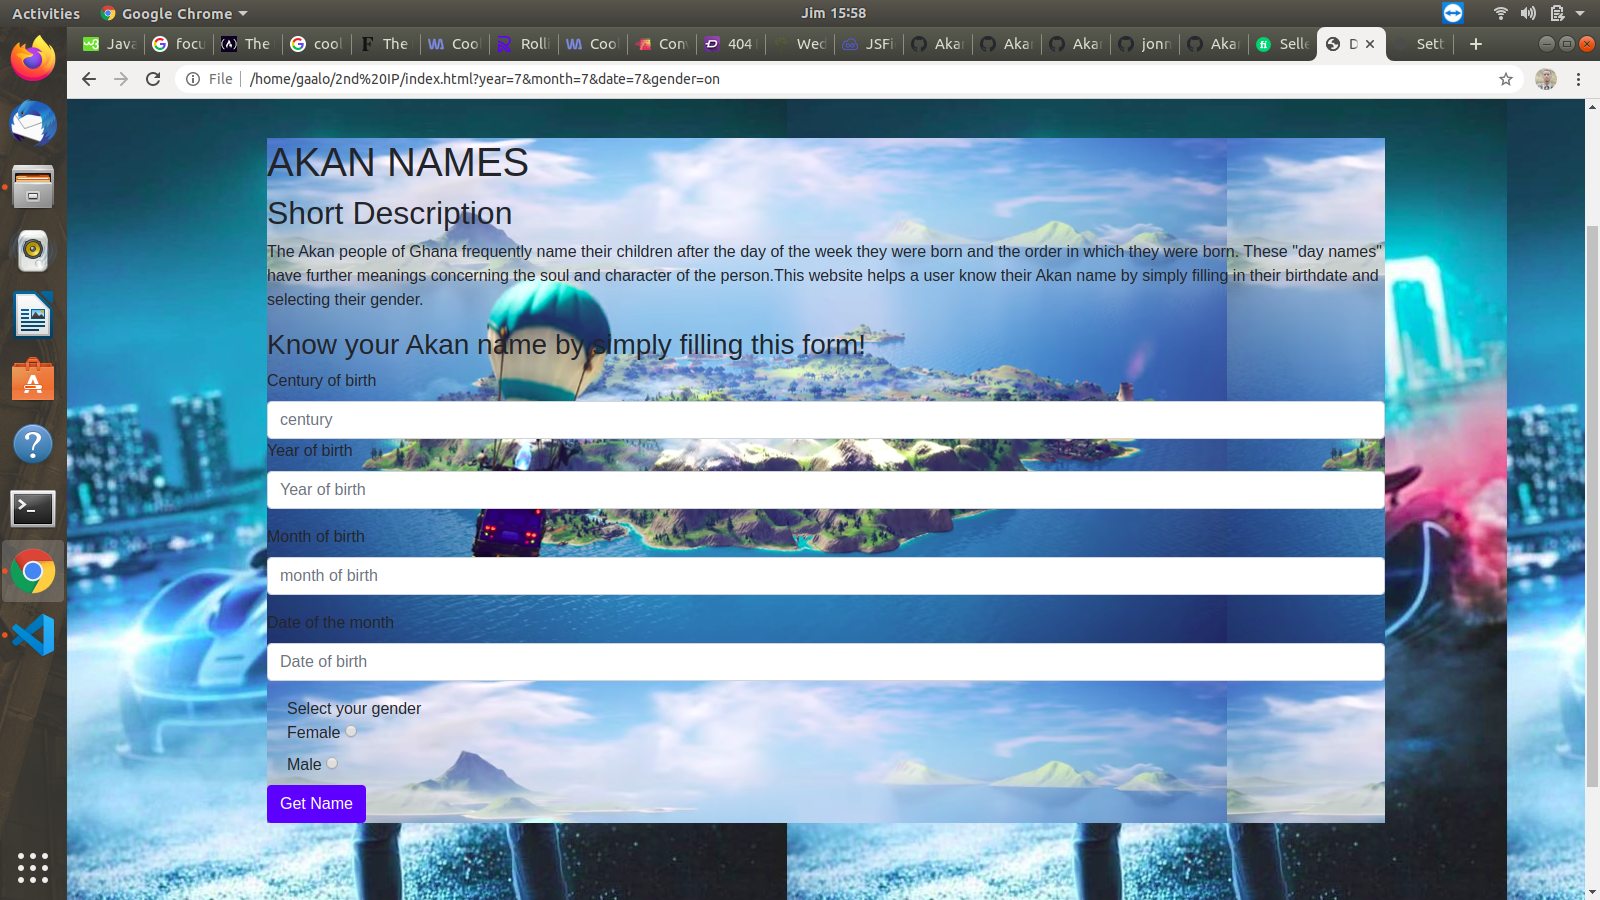 Activities Google Chrome Jim 15:58
Java focu The cool The Cool Rolli Cool Con 404 Wed JSFi Akan Akan Akan jonn Akan Selle D Sett
File /home/gaalo/2nd%20IP/index.html?year=7&month=7&date=7&gender=on
AKAN NAMES
Short Description
The Akan people of Ghana frequently name their children after the day of the week they were born and the order in which they were born. These "day names"
have further meanings concerning the soul and character of the person.This website helps a user know their Akan name by simply filling in their birthdate and
selecting their gender.
Know your Akan name by simply filling this form!
Century of birth
century
Year of birth
Year of birth
Month of birth
month of birth
Date of the month
Date of birth
Select your gender
Female
Male
Get Name